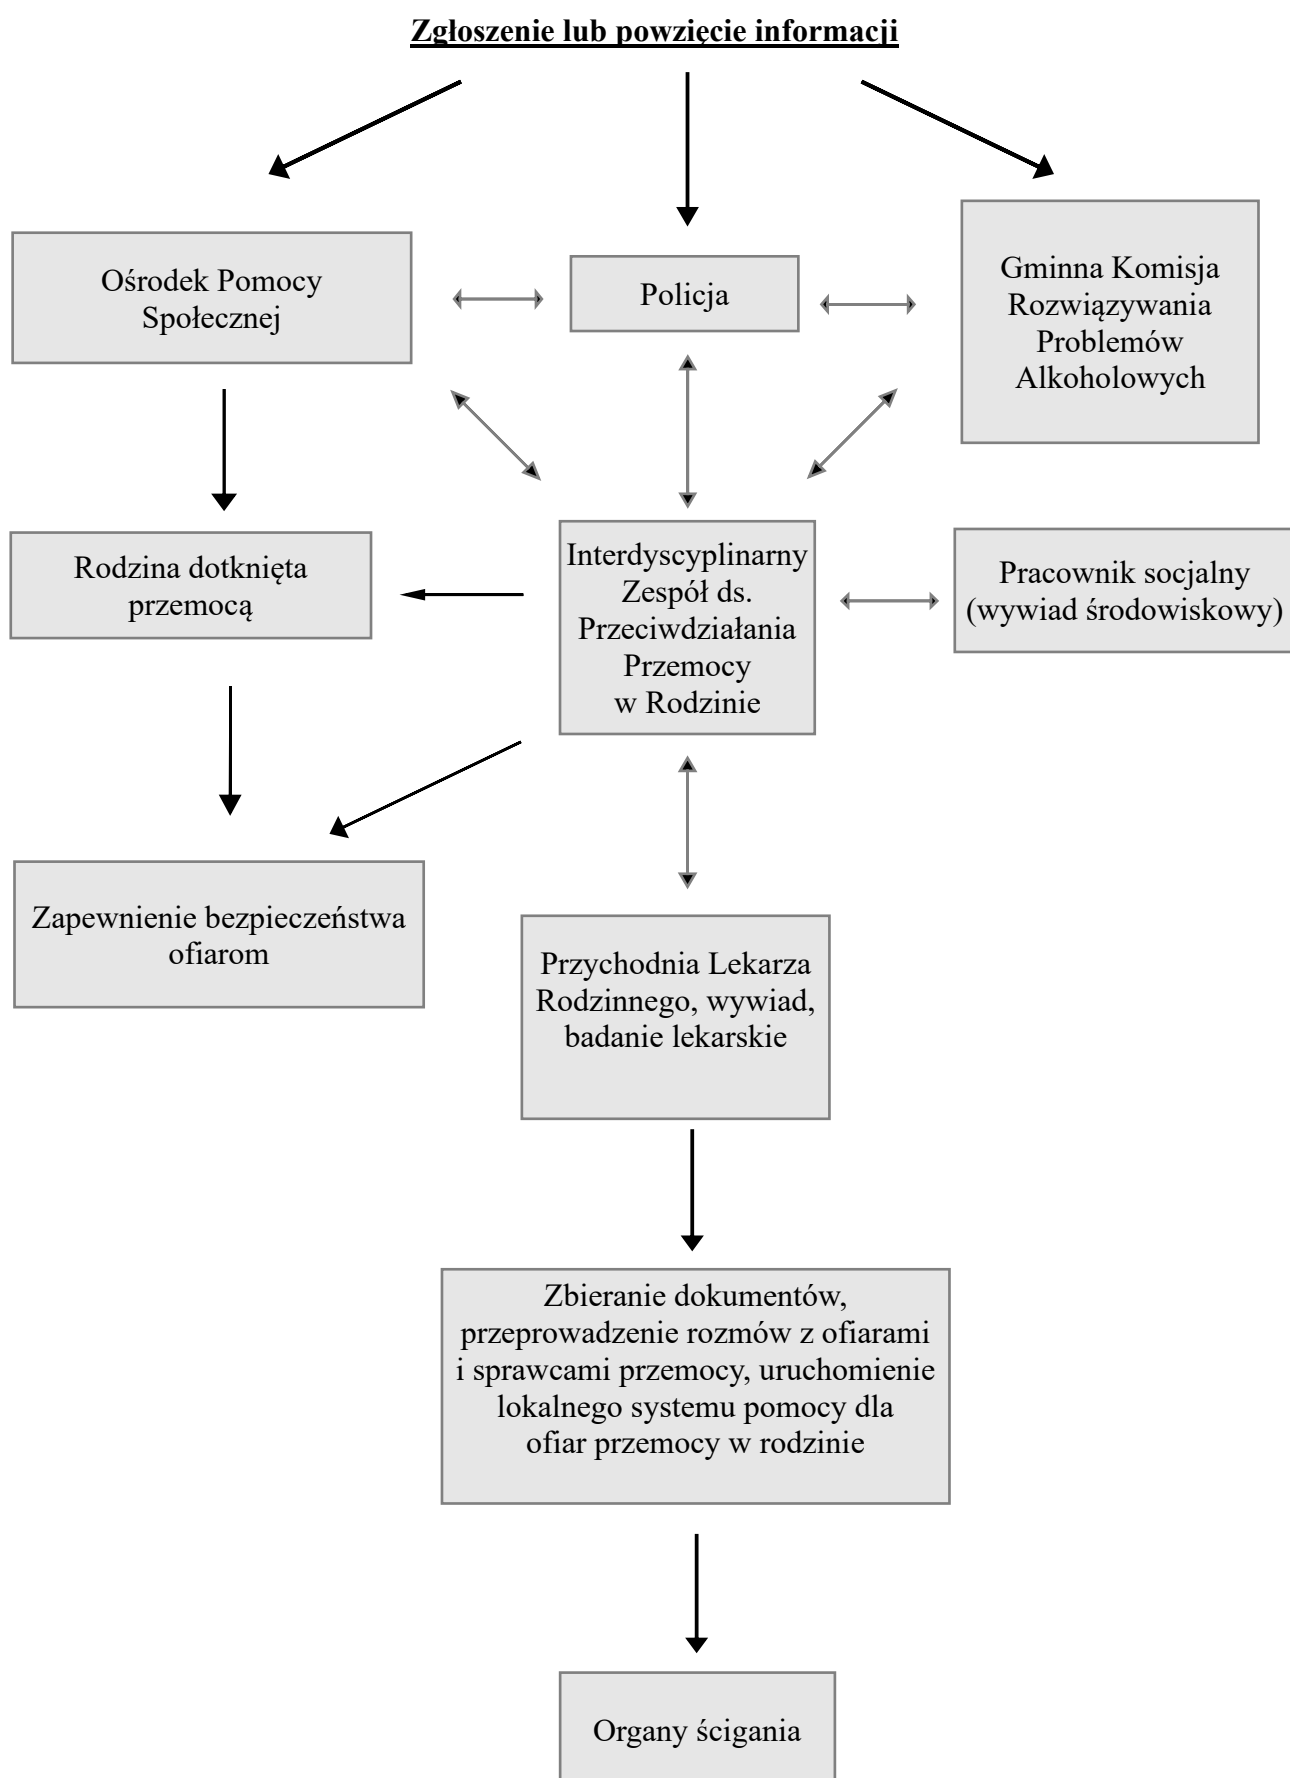 Zgłoszenie lub powzięcie informacji
Ośrodek Pomocy
Społecznej
Policja
Gminna Komisja
Rozwiązywania
Problemów
Alkoholowych
Rodzina dotknięta
przemocą
Interdyscyplinarny
Zespół ds.
Przeciwdziałania
Przemocy
w Rodzinie
Pracownik socjalny
(wywiad środowiskowy)
Zapewnienie bezpieczeństwa
ofiarom
Przychodnia Lekarza
Rodzinnego, wywiad,
badanie lekarskie
Zbieranie dokumentów,
przeprowadzenie rozmów z ofiarami
i sprawcami przemocy, uruchomienie
lokalnego systemu pomocy dla
ofiar przemocy w rodzinie
Organy ścigania